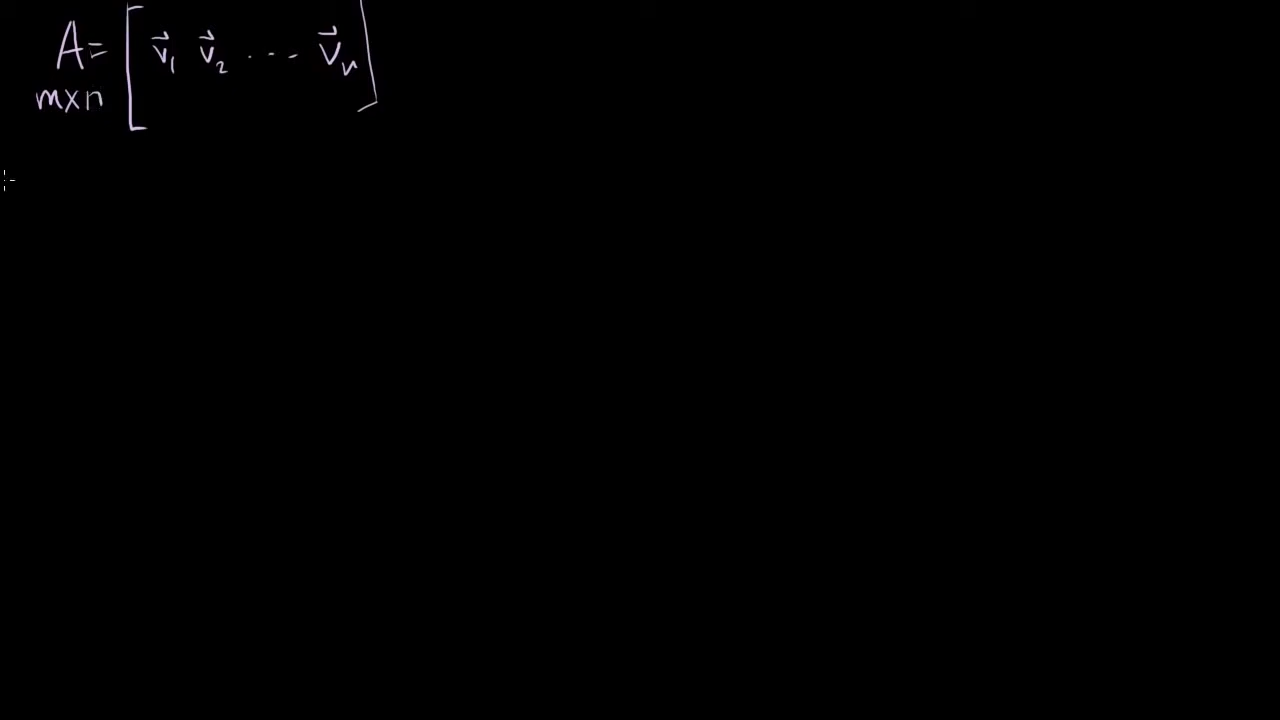 A = [ v⃗₁ v⃗₂ ... v⃗ₙ ]
m×n